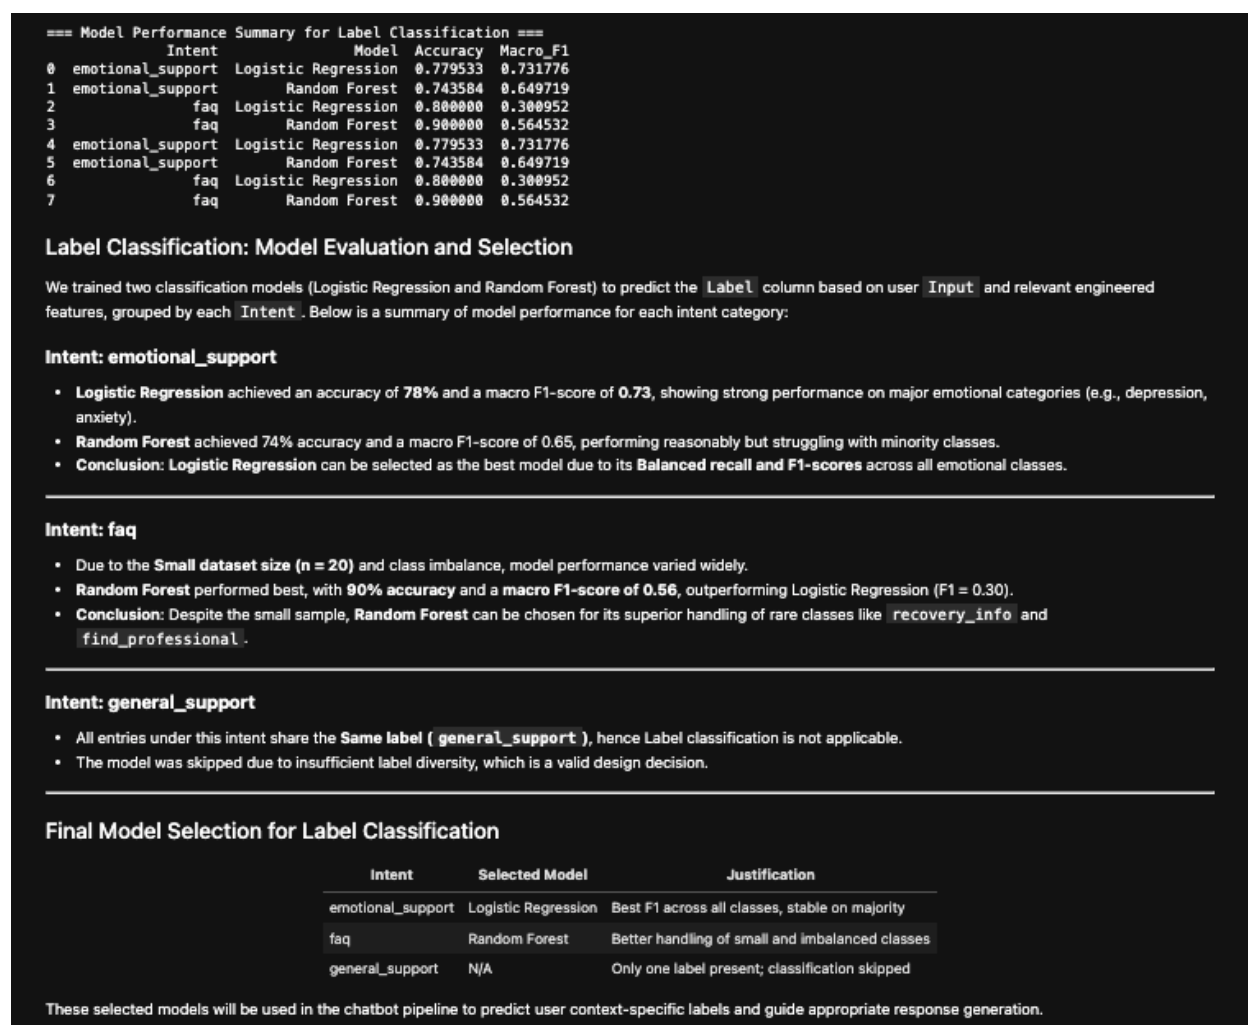 === Model Performance Summary for Label Classification ===
Intent Model Accuracy Macro_F1
0 emotional_support Logistic Regression 0.779533 0.731776
1 emotional_support Random Forest 0.743584 0.649719
2 faq Logistic Regression 0.800000 0.300952
3 faq Random Forest 0.900000 0.564532
4 emotional_support Logistic Regression 0.779533 0.731776
5 emotional_support Random Forest 0.743584 0.649719
6 faq Logistic Regression 0.800000 0.300952
7 faq Random Forest 0.900000 0.564532
Label Classification: Model Evaluation and Selection
We trained two classification models (Logistic Regression and Random Forest) to predict the Label column based on user Input and relevant engineered
features, grouped by each Intent. Below is a summary of model performance for each intent category:
Intent: emotional_support
• Logistic Regression achieved an accuracy of 78% and a macro F1-score of 0.73, showing strong performance on major emotional categories (e.g., depression,
anxiety).
• Random Forest achieved 74% accuracy and a macro F1-score of 0.65, performing reasonably but struggling with minority classes.
• Conclusion: Logistic Regression can be selected as the best model due to its Balanced recall and F1-scores across all emotional classes.
Intent: faq
• Due to the Small dataset size (n = 20) and class imbalance, model performance varied widely.
• Random Forest performed best, with 90% accuracy and a macro F1-score of 0.56, outperforming Logistic Regression (F1 = 0.30).
• Conclusion: Despite the small sample, Random Forest can be chosen for its superior handling of rare classes like recovery_info and
find_professional.
Intent: general_support
• All entries under this intent share the Same label (general_support), hence Label classification is not applicable.
• The model was skipped due to insufficient label diversity, which is a valid design decision.
Final Model Selection for Label Classification
Intent Selected Model Justification
emotional_support Logistic Regression Best F1 across all classes, stable on majority
faq Random Forest Better handling of small and imbalanced classes
general_support N/A Only one label present; classification skipped
These selected models will be used in the chatbot pipeline to predict user context-specific labels and guide appropriate response generation.